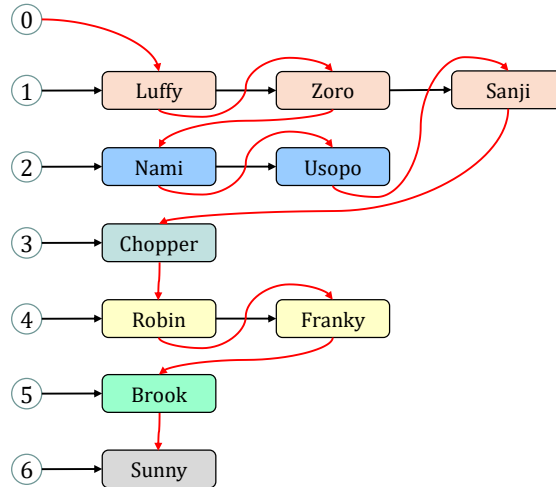 0
1 Luffy Zoro Sanji
2 Nami Usopo
3 Chopper
4 Robin Franky
5 Brook
6 Sunny